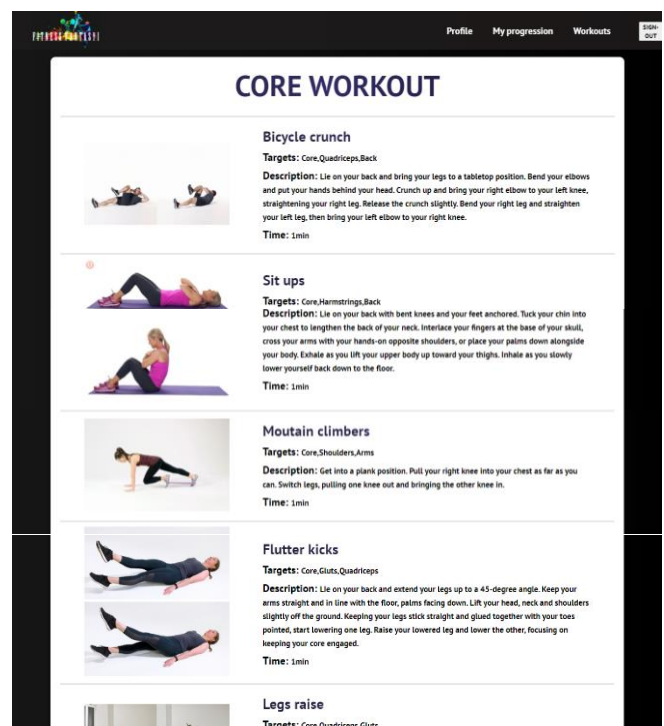 FITNESS FANTASY!
Profile My progression Workouts SIGN-
OUT
CORE WORKOUT
Bicycle crunch
Targets: Core,Quadriceps,Back
Description: Lie on your back and bring your legs to a tabletop position. Bend your elbows
and put your hands behind your head. Crunch up and bring your right elbow to your left knee,
straightening your right leg. Release the crunch slightly. Bend your right leg and straighten
your left leg, then bring your left elbow to your right knee.
Time: 1min
Sit ups
Targets: Core,Harmstrings,Back
Description: Lie on your back with bent knees and your feet anchored. Tuck your chin into
your chest to lengthen the back of your neck. Interlace your fingers at the base of your skull,
cross your arms with your hands-on opposite shoulders, or place your palms down alongside
your body. Exhale as you lift your upper body up toward your thighs. Inhale as you slowly
lower yourself back down to the floor.
Time: 1min
Moutain climbers
Targets: Core,Shoulders,Arms
Description: Get into a plank position. Pull your right knee into your chest as far as you
can. Switch legs, pulling one knee out and bringing the other knee in.
Time: 1min
Flutter kicks
Targets: Core,Gluts,Quadriceps
Description: Lie on your back and extend your legs up to a 45-degree angle. Keep your
arms straight and in line with the floor, palms facing down. Lift your head, neck and shoulders
slightly off the ground. Keeping your legs stick straight and glued together with your toes
pointed, start lowering one leg. Raise your lowered leg and lower the other, focusing on
keeping your core engaged.
Time: 1min
Legs raise
Targets: Core,Quadriceps,Gluts